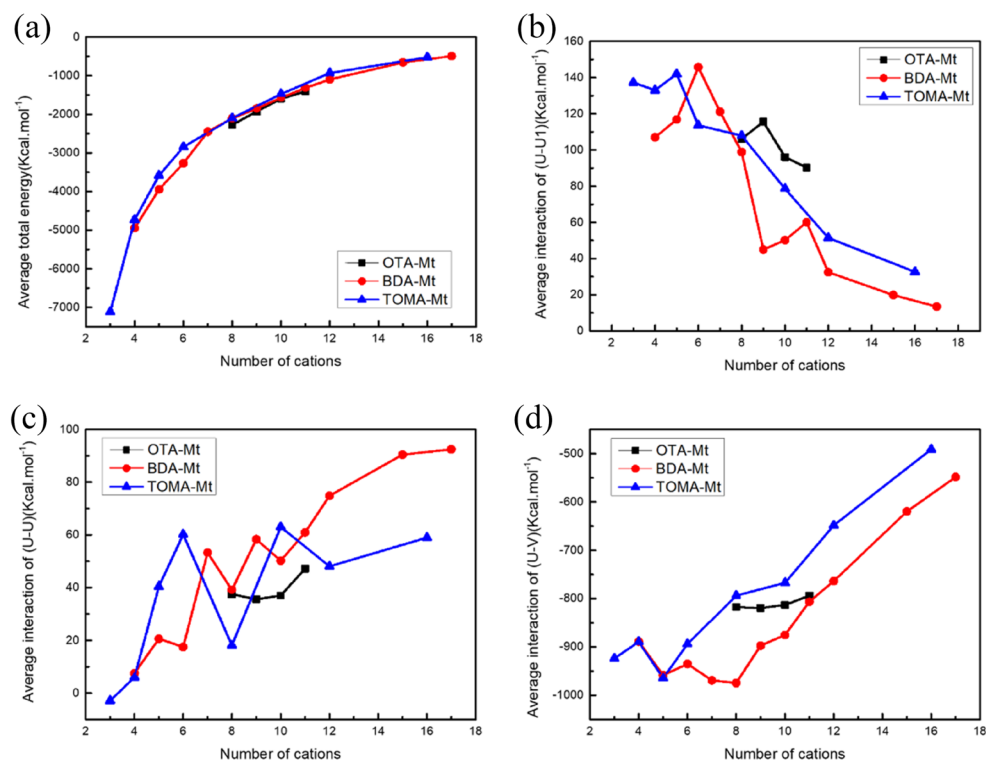 (a)
Average total energy(Kcal.mol⁻¹)
0
-1000
-2000
-3000
-4000
-5000
-6000
-7000
OTA-Mt
BDA-Mt
TOMA-Mt
2 4 6 8 10 12 14 16 18
Number of cations
(b)
Average interaction of (U-U1)(Kcal.mol⁻¹)
160
140
120
100
80
60
40
20
0
OTA-Mt
BDA-Mt
TOMA-Mt
2 4 6 8 10 12 14 16 18
Number of cations
(c)
Average interaction of (U-U)(Kcal.mol⁻¹)
100
80
60
40
20
0
OTA-Mt
BDA-Mt
TOMA-Mt
2 4 6 8 10 12 14 16 18
Number of cations
(d)
Average interaction of (U-V)(Kcal.mol⁻¹)
-500
-600
-700
-800
-900
-1000
OTA-Mt
BDA-Mt
TOMA-Mt
2 4 6 8 10 12 14 16 18
Number of cations